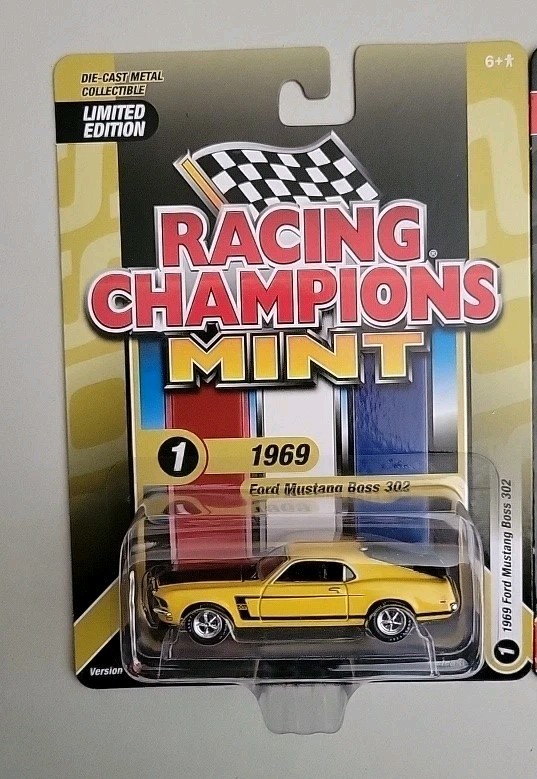 DIE-CAST METAL
COLLECTIBLE
LIMITED
EDITION
6+
RACING
CHAMPIONS®
MINT
1
1969
Ford Mustang Boss 302
1 1969 Ford Mustang Boss 302
Version